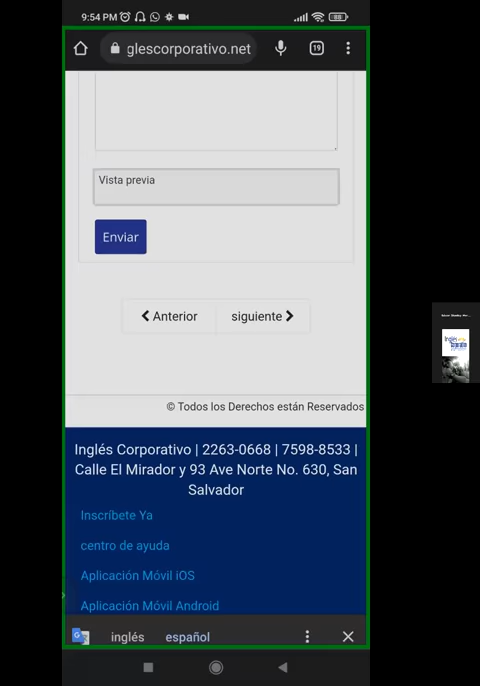 9:54 PM
glescorporativo.net
19
Vista previa
Enviar
Anterior
siguiente
© Todos los Derechos están Reservados
Inglés Corporativo | 2263-0668 | 7598-8533 |
Calle El Mirador y 93 Ave Norte No. 630, San
Salvador
Inscríbete Ya
centro de ayuda
Aplicación Móvil iOS
Aplicación Móvil Android
inglés español